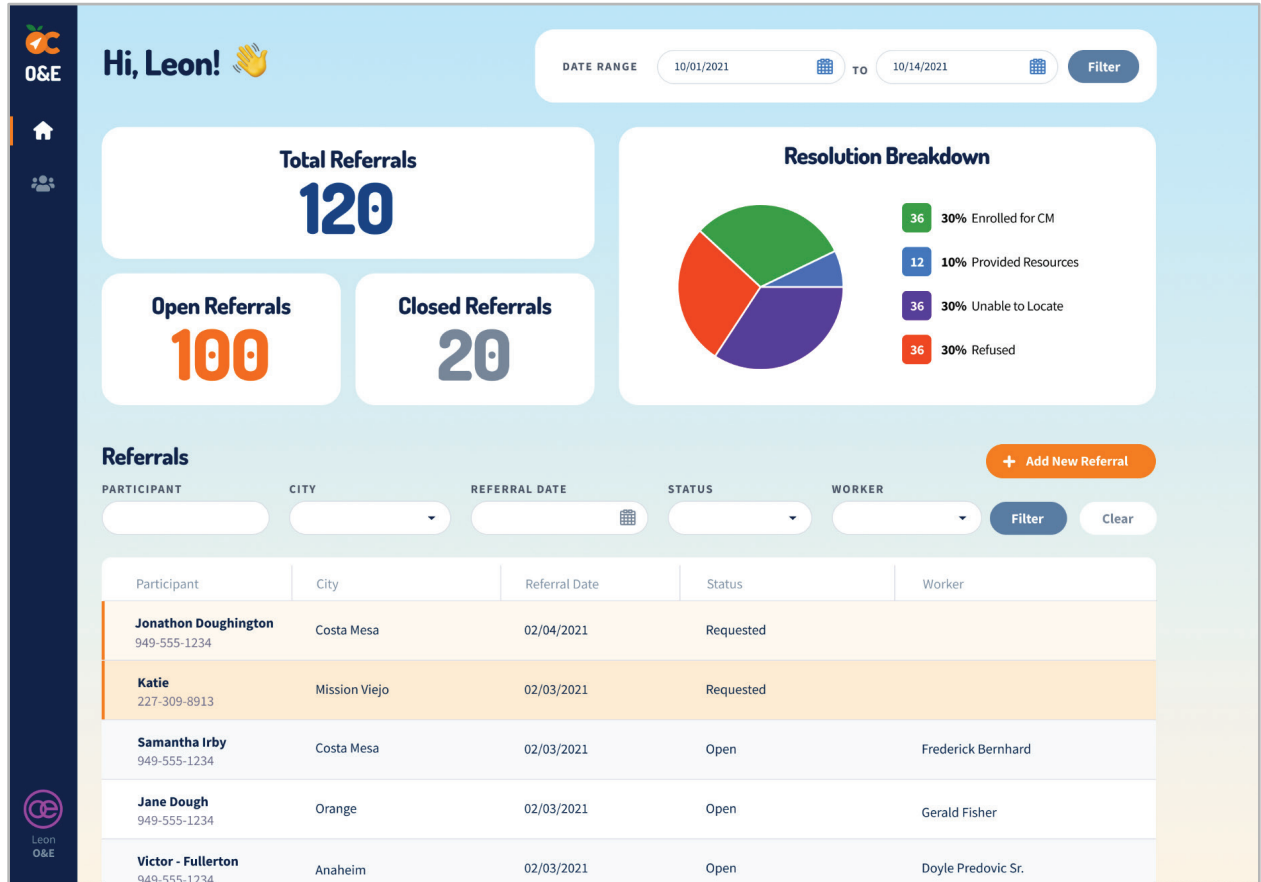 O&E
Hi, Leon! 👋
DATE RANGE 10/01/2021 TO 10/14/2021 Filter
Total Referrals
120
Open Referrals
100
Closed Referrals
20
Resolution Breakdown
36 30% Enrolled for CM
12 10% Provided Resources
36 30% Unable to Locate
36 30% Refused
Referrals
+ Add New Referral
PARTICIPANT CITY REFERRAL DATE STATUS WORKER
Filter Clear
Participant City Referral Date Status Worker
Jonathon Doughington
949-555-1234
Costa Mesa 02/04/2021 Requested
Katie
227-309-8913
Mission Viejo 02/03/2021 Requested
Samantha Irby
949-555-1234
Costa Mesa 02/03/2021 Open Frederick Bernhard
Jane Dough
949-555-1234
Orange 02/03/2021 Open Gerald Fisher
Victor - Fullerton
949-555-1234
Anaheim 02/03/2021 Open Doyle Predovic Sr.
oe
Leon
O&E